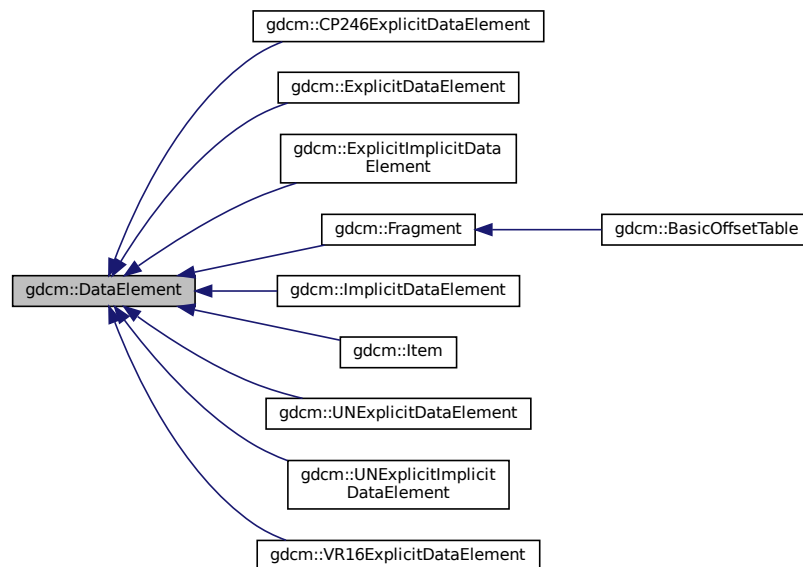 gdcm::CP246ExplicitDataElement
gdcm::ExplicitDataElement
gdcm::ExplicitImplicitData
Element
gdcm::Fragment
gdcm::BasicOffsetTable
gdcm::DataElement
gdcm::ImplicitDataElement
gdcm::Item
gdcm::UNExplicitDataElement
gdcm::UNExplicitImplicit
DataElement
gdcm::VR16ExplicitDataElement